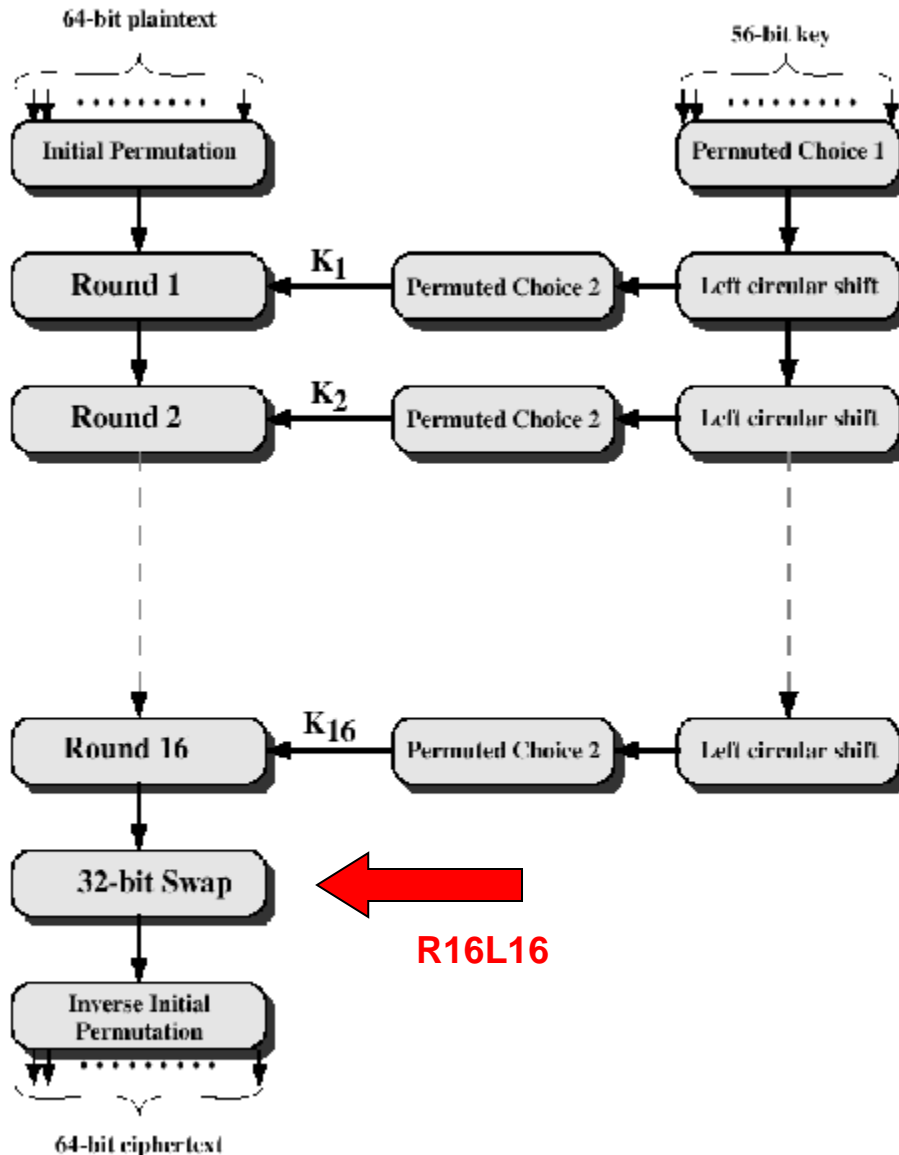 64-bit plaintext
56-bit key
Initial Permutation
Permuted Choice 1
K1
Round 1
Permuted Choice 2
Left circular shift
K2
Round 2
Permuted Choice 2
Left circular shift
K16
Round 16
Permuted Choice 2
Left circular shift
32-bit Swap
R16L16
Inverse Initial
Permutation
64-bit ciphertext